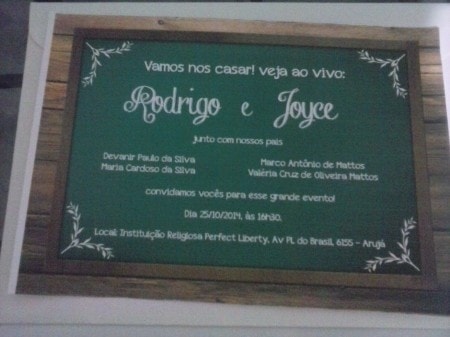 Vamos nos casar! veja ao vivo:
Rodrigo e Joyce
junto com nossos pais
Devanir Paulo da Silva
Maria Cardoso da Silva
Marco Antônio de Mattos
Valéria Cruz de Oliveira Mattos
convidamos vocês para esse grande evento!
Dia 25/10/2014, às 16h30.
Local: Instituição Religiosa Perfect Liberty. Av PL do Brasil, 6155 - Arujá